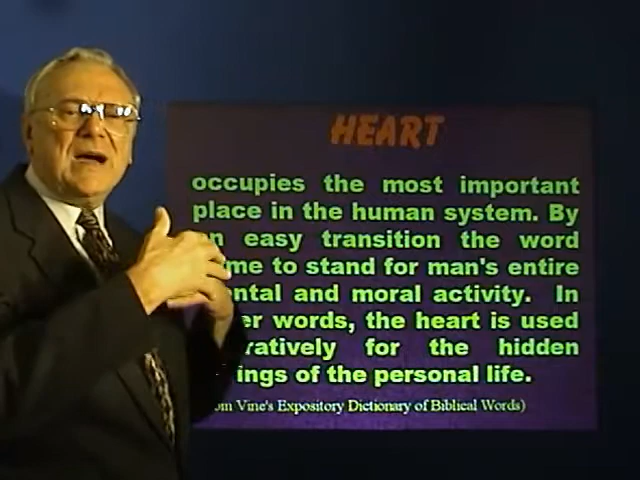 HEART
occupies the most important
place in the human system. By
easy transition the word
to stand for man's entire
and moral activity. In
words, the heart is used
for the hidden
of the personal life.
Vine's Expository Dictionary of Biblical Words)